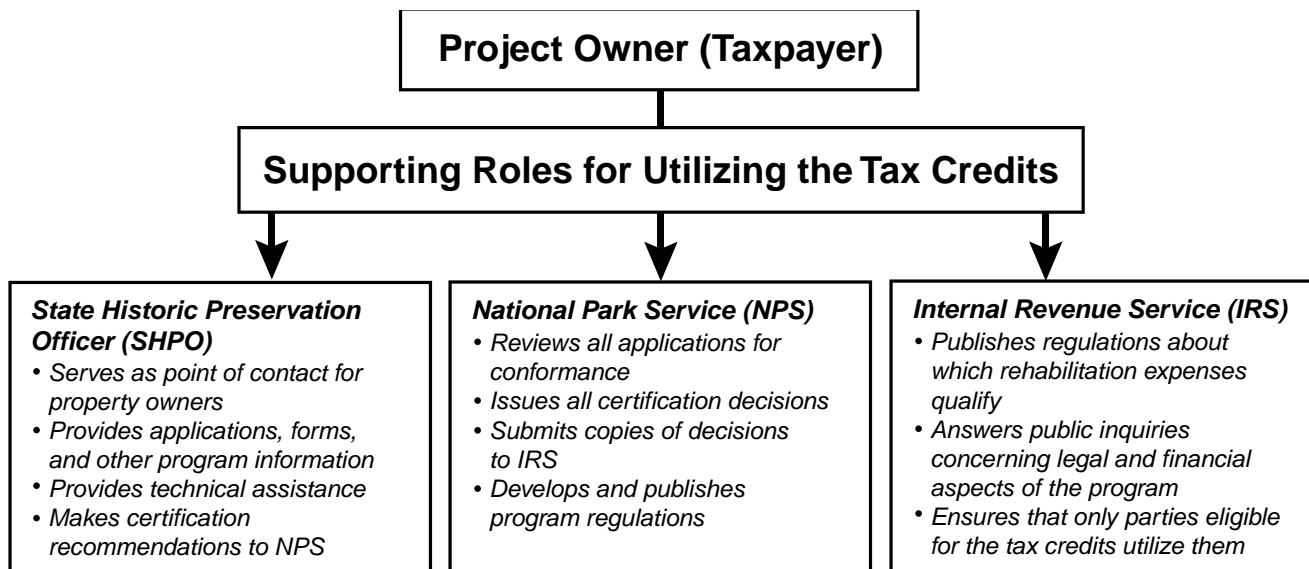 Project Owner (Taxpayer)
Supporting Roles for Utilizing the Tax Credits
State Historic Preservation
Officer (SHPO)
• Serves as point of contact for
property owners
• Provides applications, forms,
and other program information
• Provides technical assistance
• Makes certification
recommendations to NPS
National Park Service (NPS)
• Reviews all applications for
conformance
• Issues all certification decisions
• Submits copies of decisions
to IRS
• Develops and publishes
program regulations
Internal Revenue Service (IRS)
• Publishes regulations about
which rehabilitation expenses
qualify
• Answers public inquiries
concerning legal and financial
aspects of the program
• Ensures that only parties eligible
for the tax credits utilize them